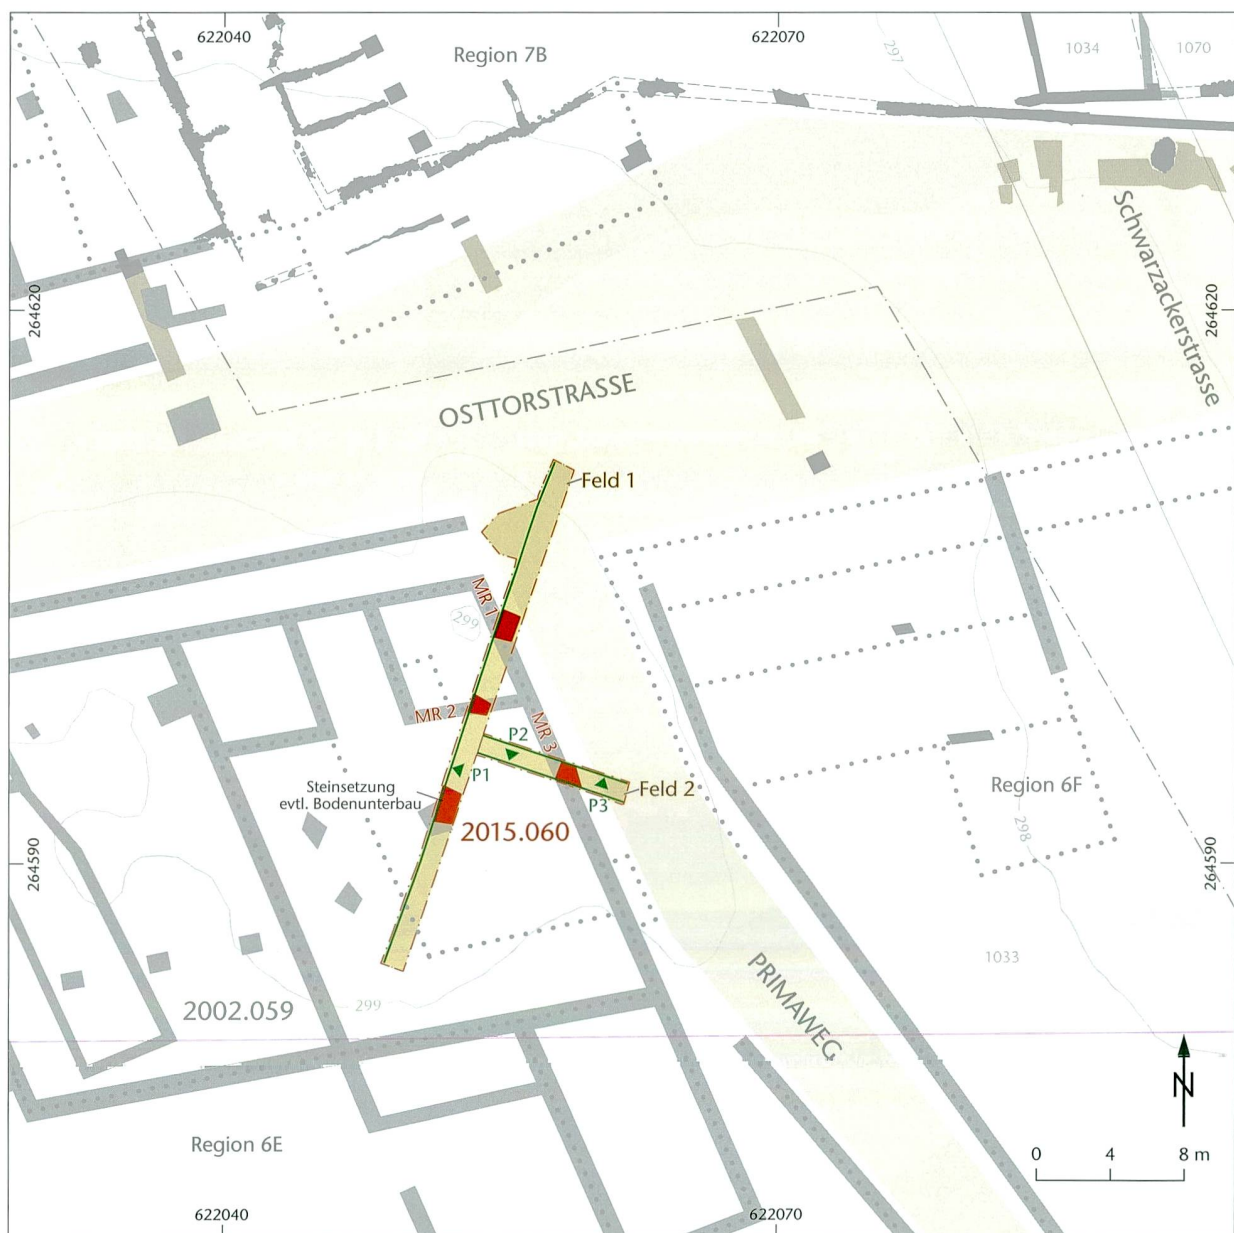 622040
622070
Region 7B
297
1034
1070
Schwarzackerstrasse
264620
264620
OSTTORSTRASSE
Feld 1
MR 1
299
MR 2
MR 3
P2
P1
Steinsetzung
evtl. Bodenunterbau
Feld 2
P3
Region 6F
2015.060
298
264590
264590
1033
PRIMAWEG
2002.059
299
N
Region 6E
0 4 8 m
622040
622070